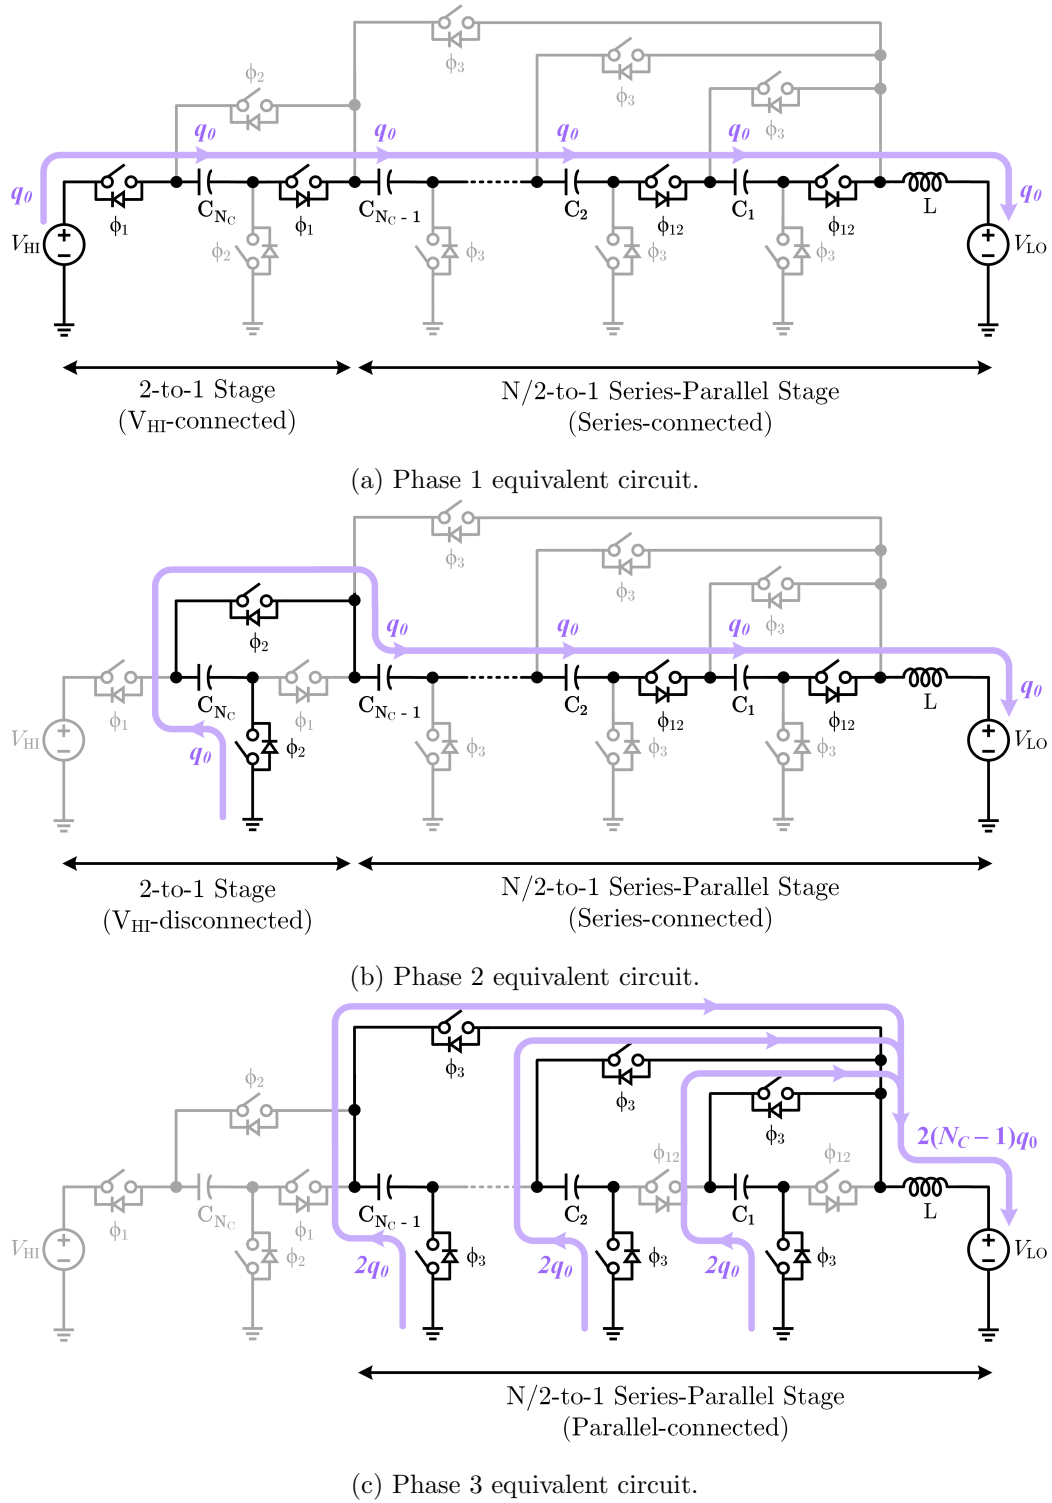 ϕ3
ϕ2
ϕ3
ϕ3
q0 q0 q0 q0
q0 q0
ϕ1 CNC ϕ1 CNC - 1 C2 ϕ12 C1 ϕ12 L
VHI + − ϕ2 ϕ3 ϕ3 ϕ3 + − VLO
2-to-1 Stage N/2-to-1 Series-Parallel Stage
(VHI-connected) (Series-connected)
(a) Phase 1 equivalent circuit.
ϕ3
ϕ3
ϕ2 q0 q0 q0 ϕ3
q0
ϕ1 CNC ϕ1 CNC - 1 C2 ϕ12 C1 ϕ12 L
VHI + − q0 ϕ2 ϕ3 ϕ3 ϕ3 + − VLO
2-to-1 Stage N/2-to-1 Series-Parallel Stage
(VHI-disconnected) (Series-connected)
(b) Phase 2 equivalent circuit.
ϕ3
ϕ2 ϕ3
ϕ3 2(NC − 1)q0
ϕ12 ϕ12
ϕ1 CNC ϕ1 CNC - 1 C2 C1 L
VHI + − ϕ2 2q0 ϕ3 2q0 ϕ3 2q0 ϕ3 + − VLO
N/2-to-1 Series-Parallel Stage
(Parallel-connected)
(c) Phase 3 equivalent circuit.